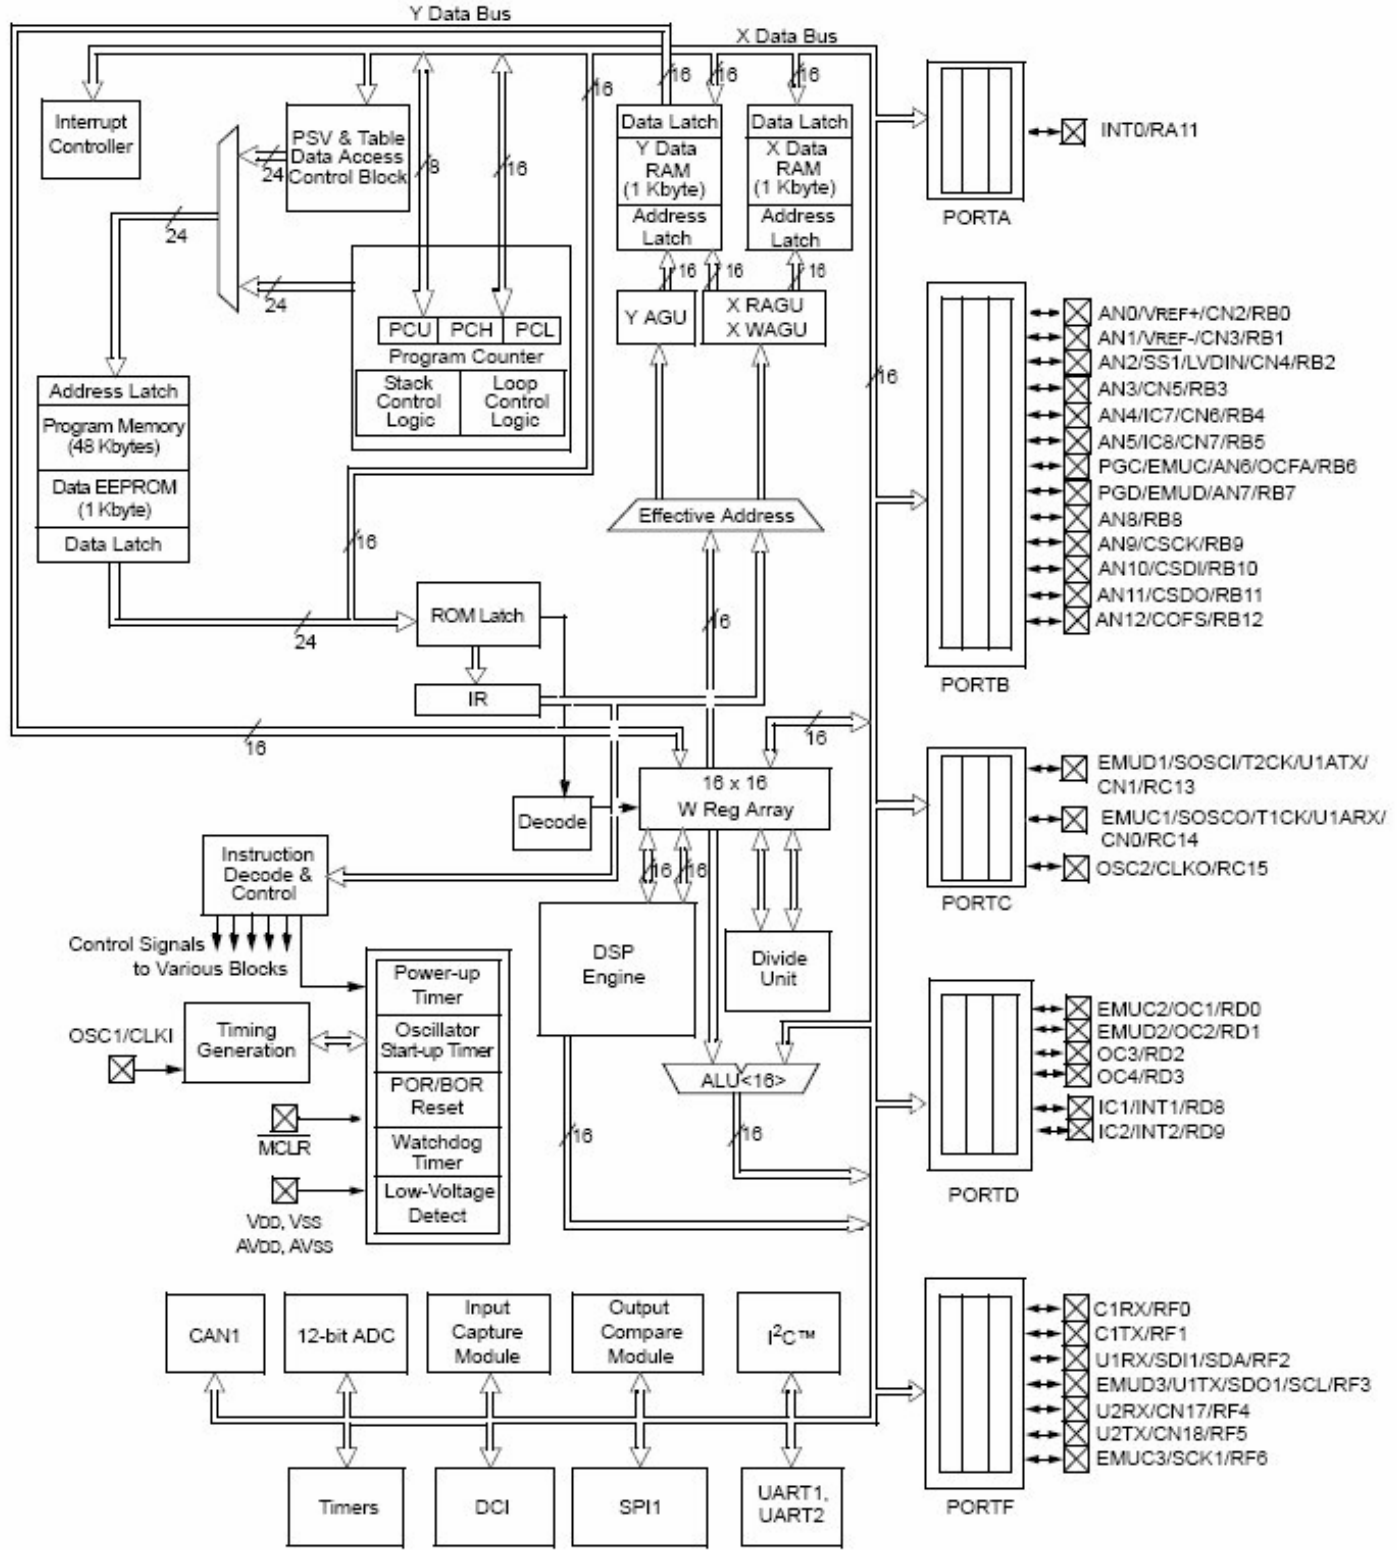 Y Data Bus
X Data Bus
16
16
16
16
Interrupt
Controller
PSV & Table
Data Access
Control Block
24
8
16
Data Latch
Y Data
RAM
(1 Kbyte)
Address
Latch
Data Latch
X Data
RAM
(1 Kbyte)
Address
Latch
INT0/RA11
PORTA
24
24
16
16
16
Y AGU
X RAGU
X WAGU
PCU
PCH
PCL
Program Counter
Stack
Control
Logic
Loop
Control
Logic
16
Address Latch
Program Memory
(48 Kbytes)
Data EEPROM
(1 Kbyte)
Data Latch
Effective Address
16
24
ROM Latch
16
IR
AN0/VREF+/CN2/RB0
AN1/VREF-/CN3/RB1
AN2/SS1/LVDIN/CN4/RB2
AN3/CN5/RB3
AN4/IC7/CN6/RB4
AN5/IC8/CN7/RB5
PGC/EMUC/AN6/OCFA/RB6
PGD/EMUD/AN7/RB7
AN8/RB8
AN9/CSCK/RB9
AN10/CSDI/RB10
AN11/CSDO/RB11
AN12/COFS/RB12
PORTB
16
16
16 x 16
W Reg Array
Decode
EMUD1/SOSCI/T2CK/U1ATX/
CN1/RC13
EMUC1/SOSCO/T1CK/U1ARX/
CN0/RC14
OSC2/CLKO/RC15
PORTC
Instruction
Decode &
Control
16
16
Control Signals
to Various Blocks
DSP
Engine
Divide
Unit
Power-up
Timer
Oscillator
Start-up Timer
POR/BOR
Reset
Watchdog
Timer
Low-Voltage
Detect
OSC1/CLKI
Timing
Generation
MCLR
VDD, VSS
AVDD, AVSS
ALU<16>
16
16
EMUC2/OC1/RD0
EMUD2/OC2/RD1
OC3/RD2
OC4/RD3
IC1/INT1/RD8
IC2/INT2/RD9
PORTD
CAN1
12-bit ADC
Input
Capture
Module
Output
Compare
Module
I²C™
Timers
DCI
SPI1
UART1,
UART2
C1RX/RF0
C1TX/RF1
U1RX/SDI1/SDA/RF2
EMUD3/U1TX/SDO1/SCL/RF3
U2RX/CN17/RF4
U2TX/CN18/RF5
EMUC3/SCK1/RF6
PORTF